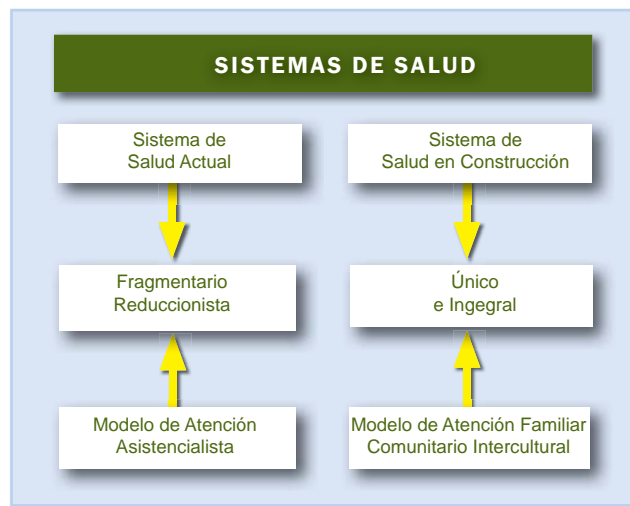 SISTEMAS DE SALUD
Sistema de
Salud Actual
Sistema de
Salud en Construcción
Fragmentario
Reduccionista
Único
e Ingegral
Modelo de Atención
Asistencialista
Modelo de Atención Familiar
Comunitario Intercultural